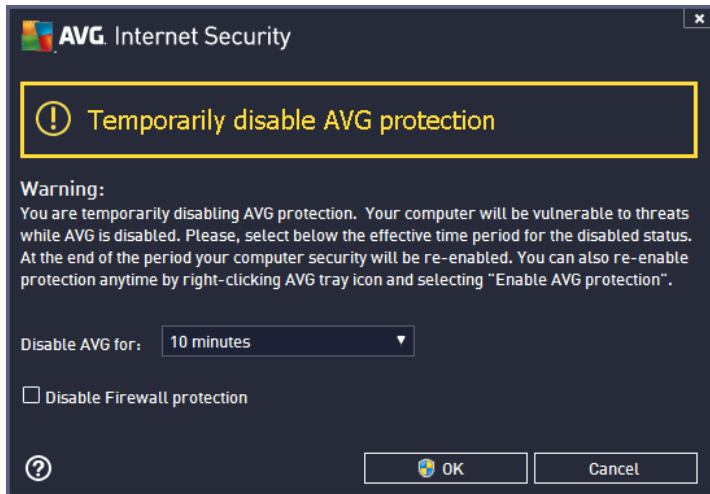 AVG. Internet Security
x
Temporarily disable AVG protection
Warning:
You are temporarily disabling AVG protection.  Your computer will be vulnerable to threats
while AVG is disabled. Please, select below the effective time period for the disabled status.
At the end of the period your computer security will be re-enabled. You can also re-enable
protection anytime by right-clicking AVG tray icon and selecting "Enable AVG protection".
Disable AVG for: 10 minutes
Disable Firewall protection
? OK Cancel